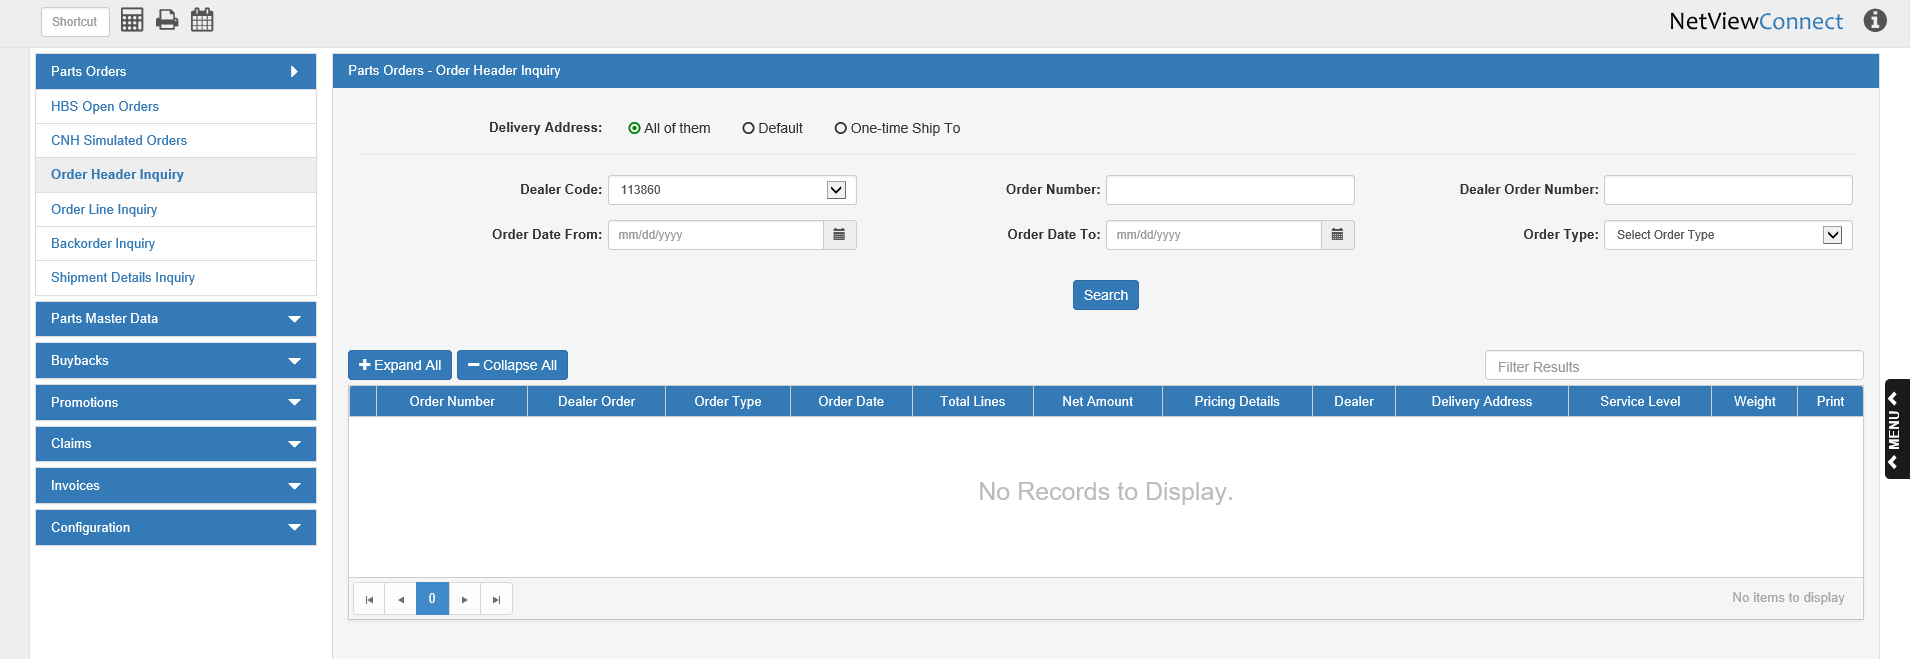 Shortcut
NetViewConnect
Parts Orders
HBS Open Orders
CNH Simulated Orders
Order Header Inquiry
Order Line Inquiry
Backorder Inquiry
Shipment Details Inquiry
Parts Master Data
Buybacks
Promotions
Claims
Invoices
Configuration
Parts Orders - Order Header Inquiry
Delivery Address: All of them Default One-time Ship To
Dealer Code: 113860 Order Number: Dealer Order Number:
Order Date From: mm/dd/yyyy Order Date To: mm/dd/yyyy Order Type: Select Order Type
Search
Expand All Collapse All Filter Results
Order Number Dealer Order Order Type Order Date Total Lines Net Amount Pricing Details Dealer Delivery Address Service Level Weight Print
No Records to Display.
0 No items to display
MENU